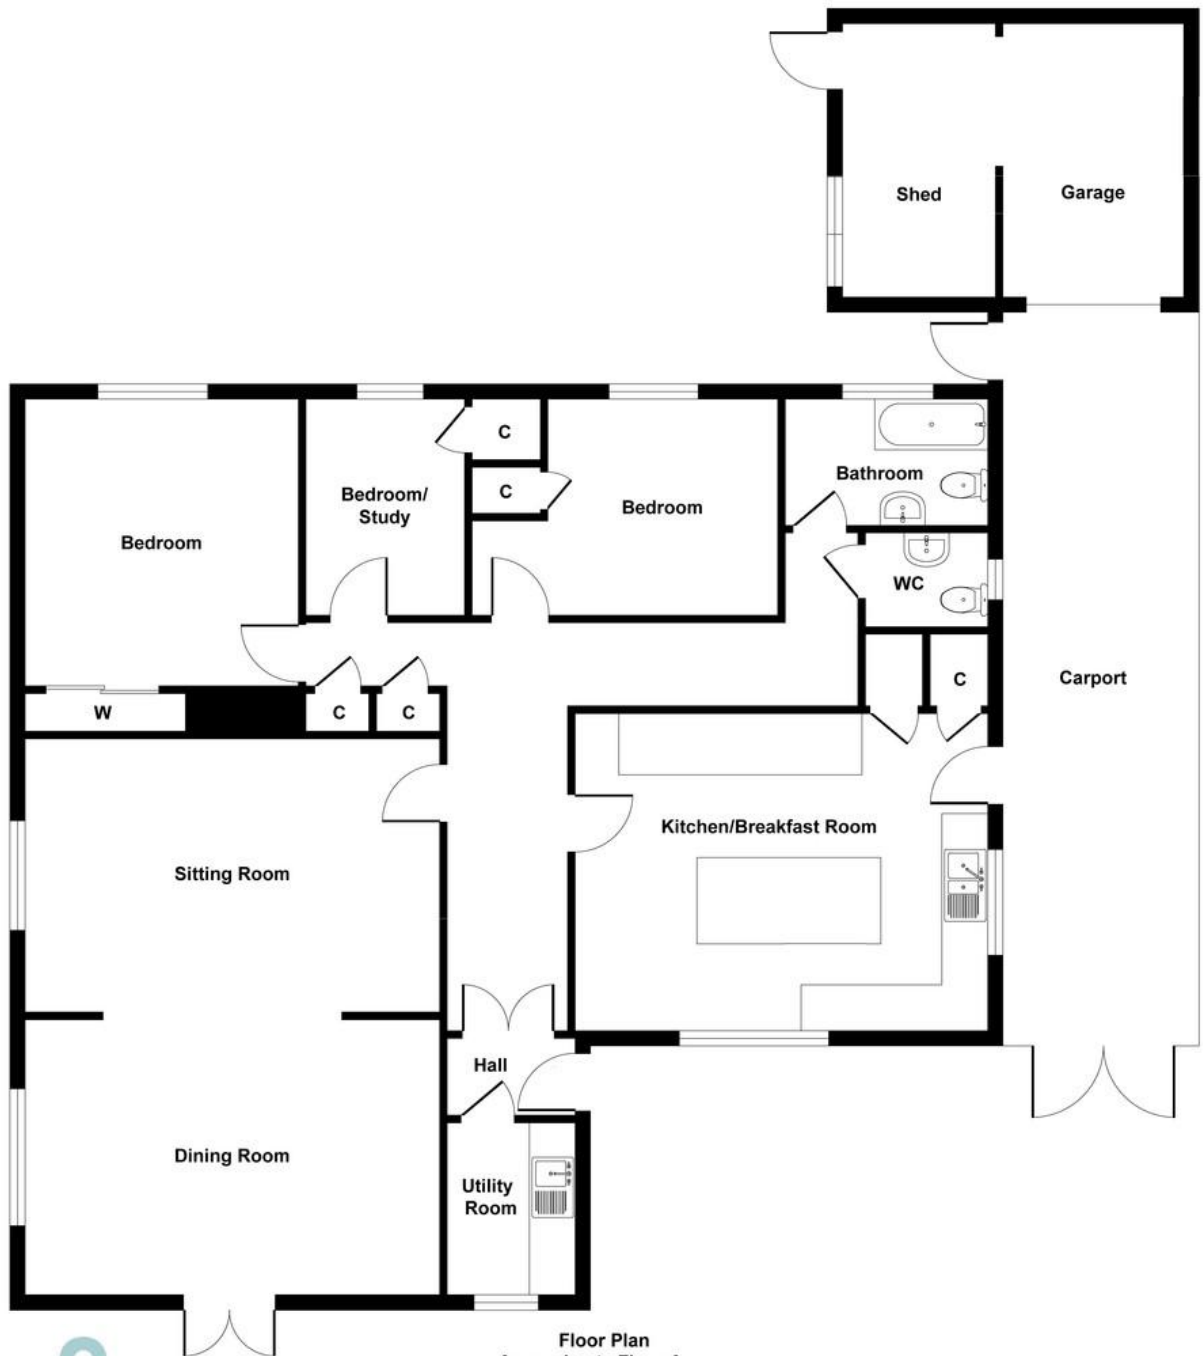 Shed
Garage
C
Bedroom/
Study
C
Bathroom
Bedroom
Bedroom
WC
C
Carport
W
C
C
Kitchen/Breakfast Room
Sitting Room
Hall
Dining Room
Utility
Room
Floor Plan